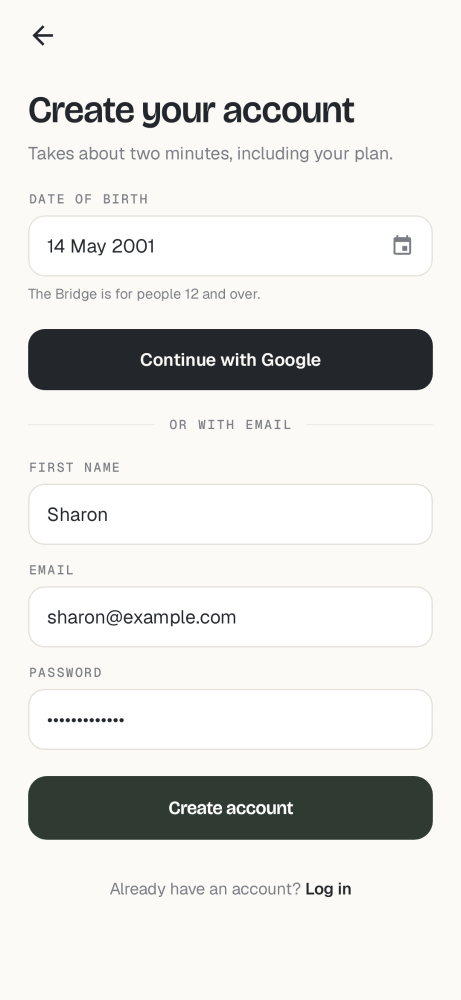 Create your account
Takes about two minutes, including your plan.
DATE OF BIRTH
14 May 2001
The Bridge is for people 12 and over.
Continue with Google
OR WITH EMAIL
FIRST NAME
Sharon
EMAIL
sharon@example.com
PASSWORD
•••••••••••••
Create account
Already have an account? Log in